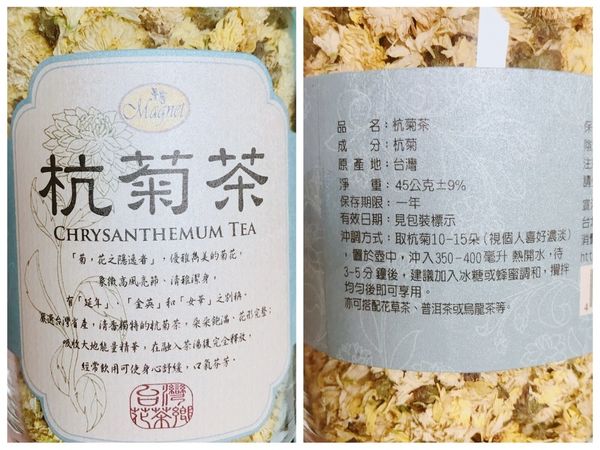 曼寧
Magnet
杭菊茶
CHRYSANTHEMUM TEA
「菊，花之隱逸者」，優雅雋美的菊花，
象徵高風亮節、清雅潔身，
有「延年」、「金英」和「女華」之別稱。
嚴選台灣省產，清香獨特的杭菊茶，朵朵飽滿、花形完整；
吸收大地能量精華，在融入茶湯後完全釋放，
經常飲用可使身心舒緩，口氣芬芳。
台灣
花茶鄉
品 名：杭菊茶
成 分：杭菊
原 產 地：台灣
淨 重：45公克±9%
保存期限：一年
有效日期：見包裝標示
沖調方式：取杭菊10-15朵(視個人喜好濃淡)
，置於壺中，沖入350-400毫升 熱開水，待
3-5分鐘後，建議加入冰糖或蜂蜜調和，攪拌
均勻後即可享用。
亦可搭配花草茶、普洱茶或烏龍茶等。